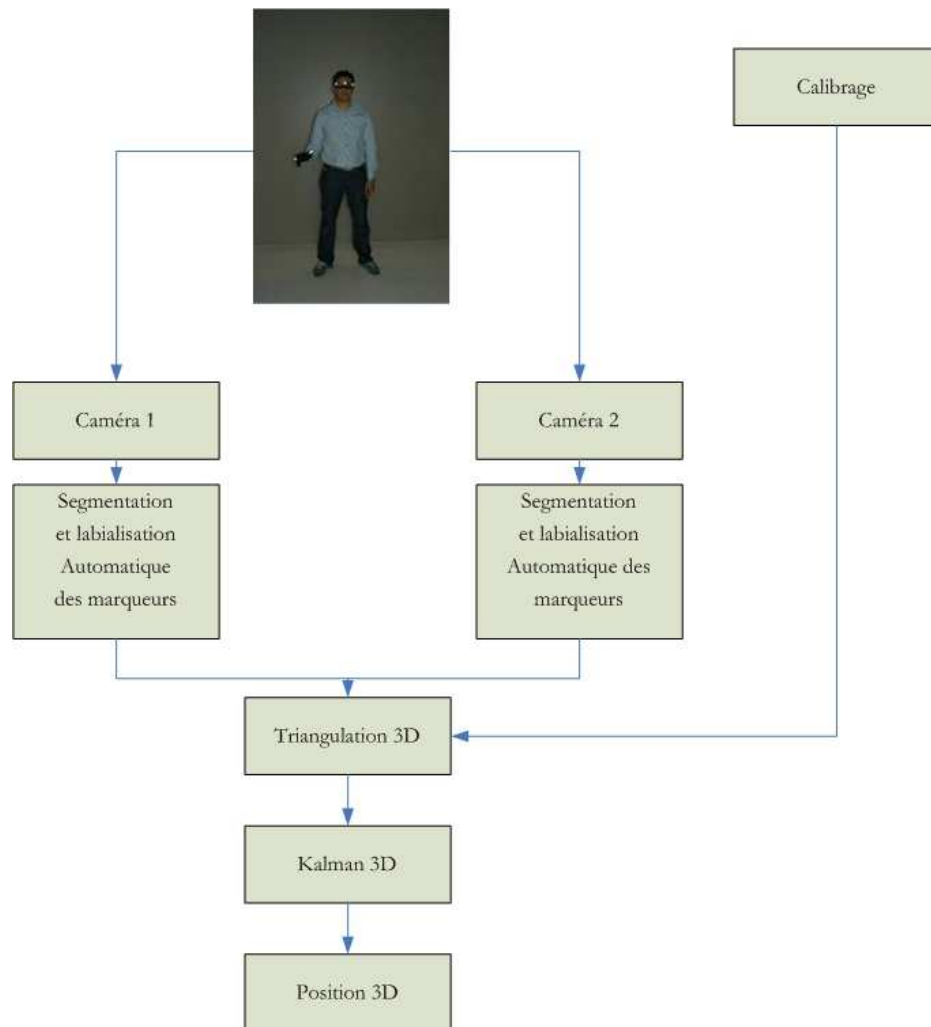 Calibrage
Caméra 1
Caméra 2
Segmentation
et labialisation
Automatique
des marqueurs
Segmentation
et labialisation
Automatique des
marqueurs
Triangulation 3D
Kalman 3D
Position 3D